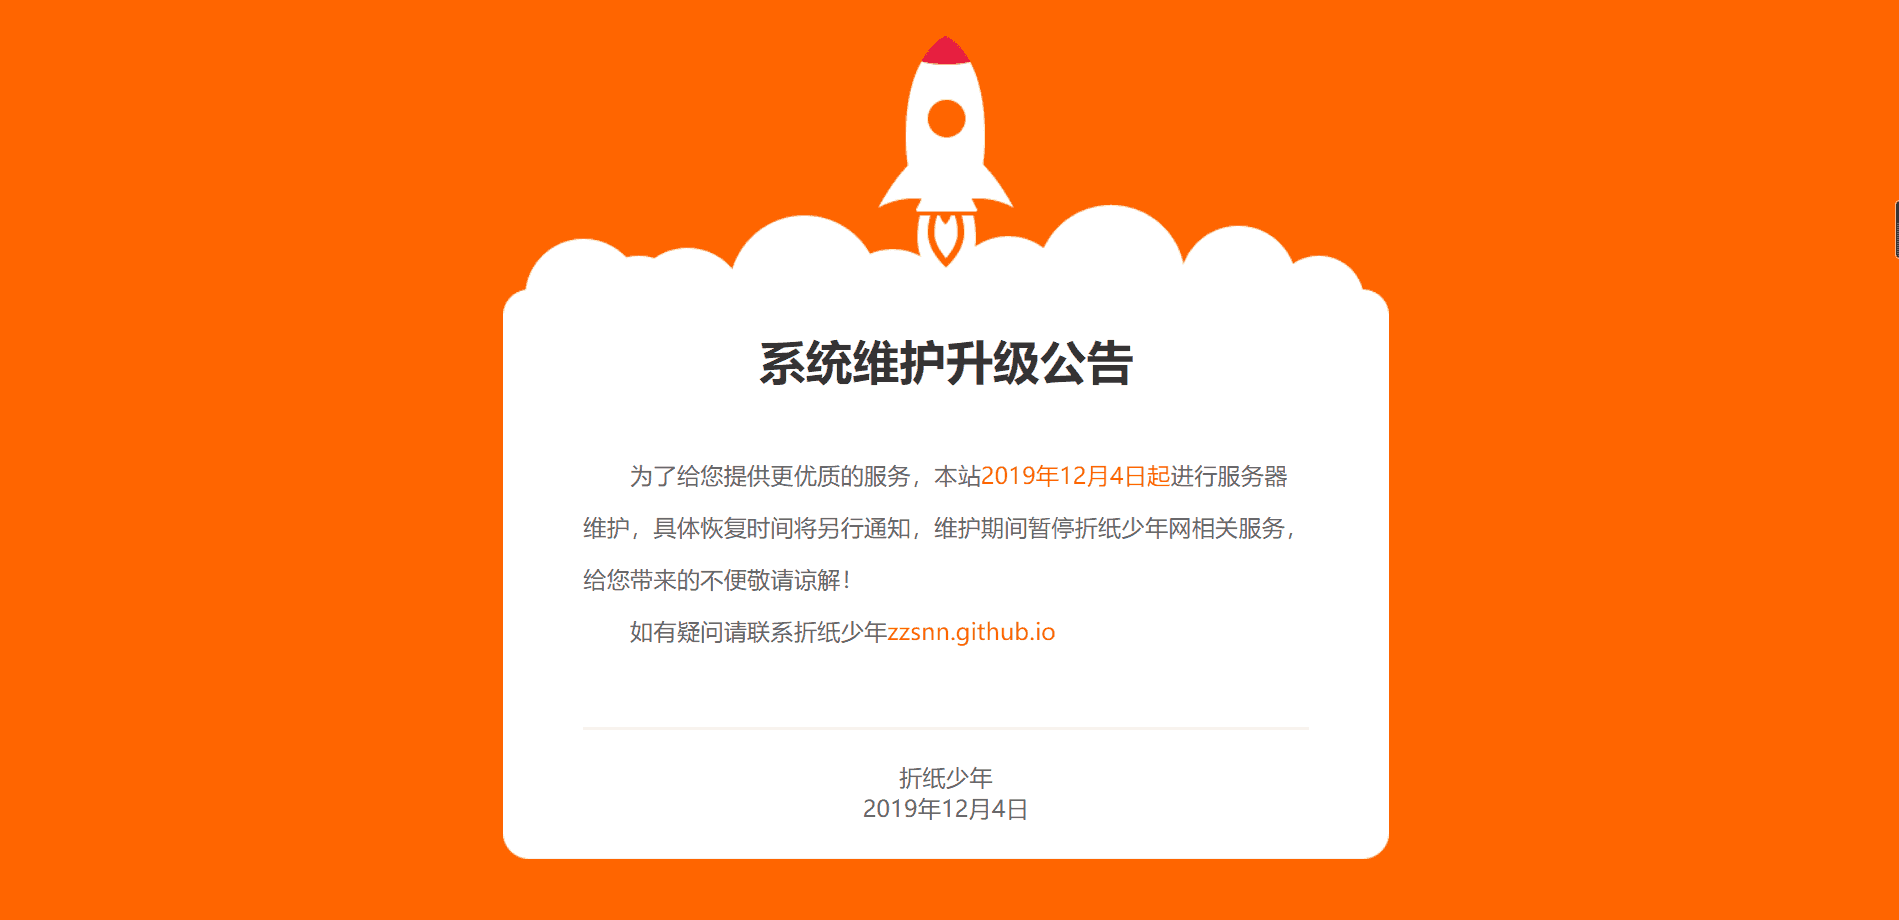 系统维护升级公告
为了给您提供更优质的服务，本站2019年12月4日起进行服务器
维护，具体恢复时间将另行通知，维护期间暂停折纸少年网相关服务，
给您带来的不便敬请谅解！
如有疑问请联系折纸少年zzsnn.github.io
折纸少年
2019年12月4日